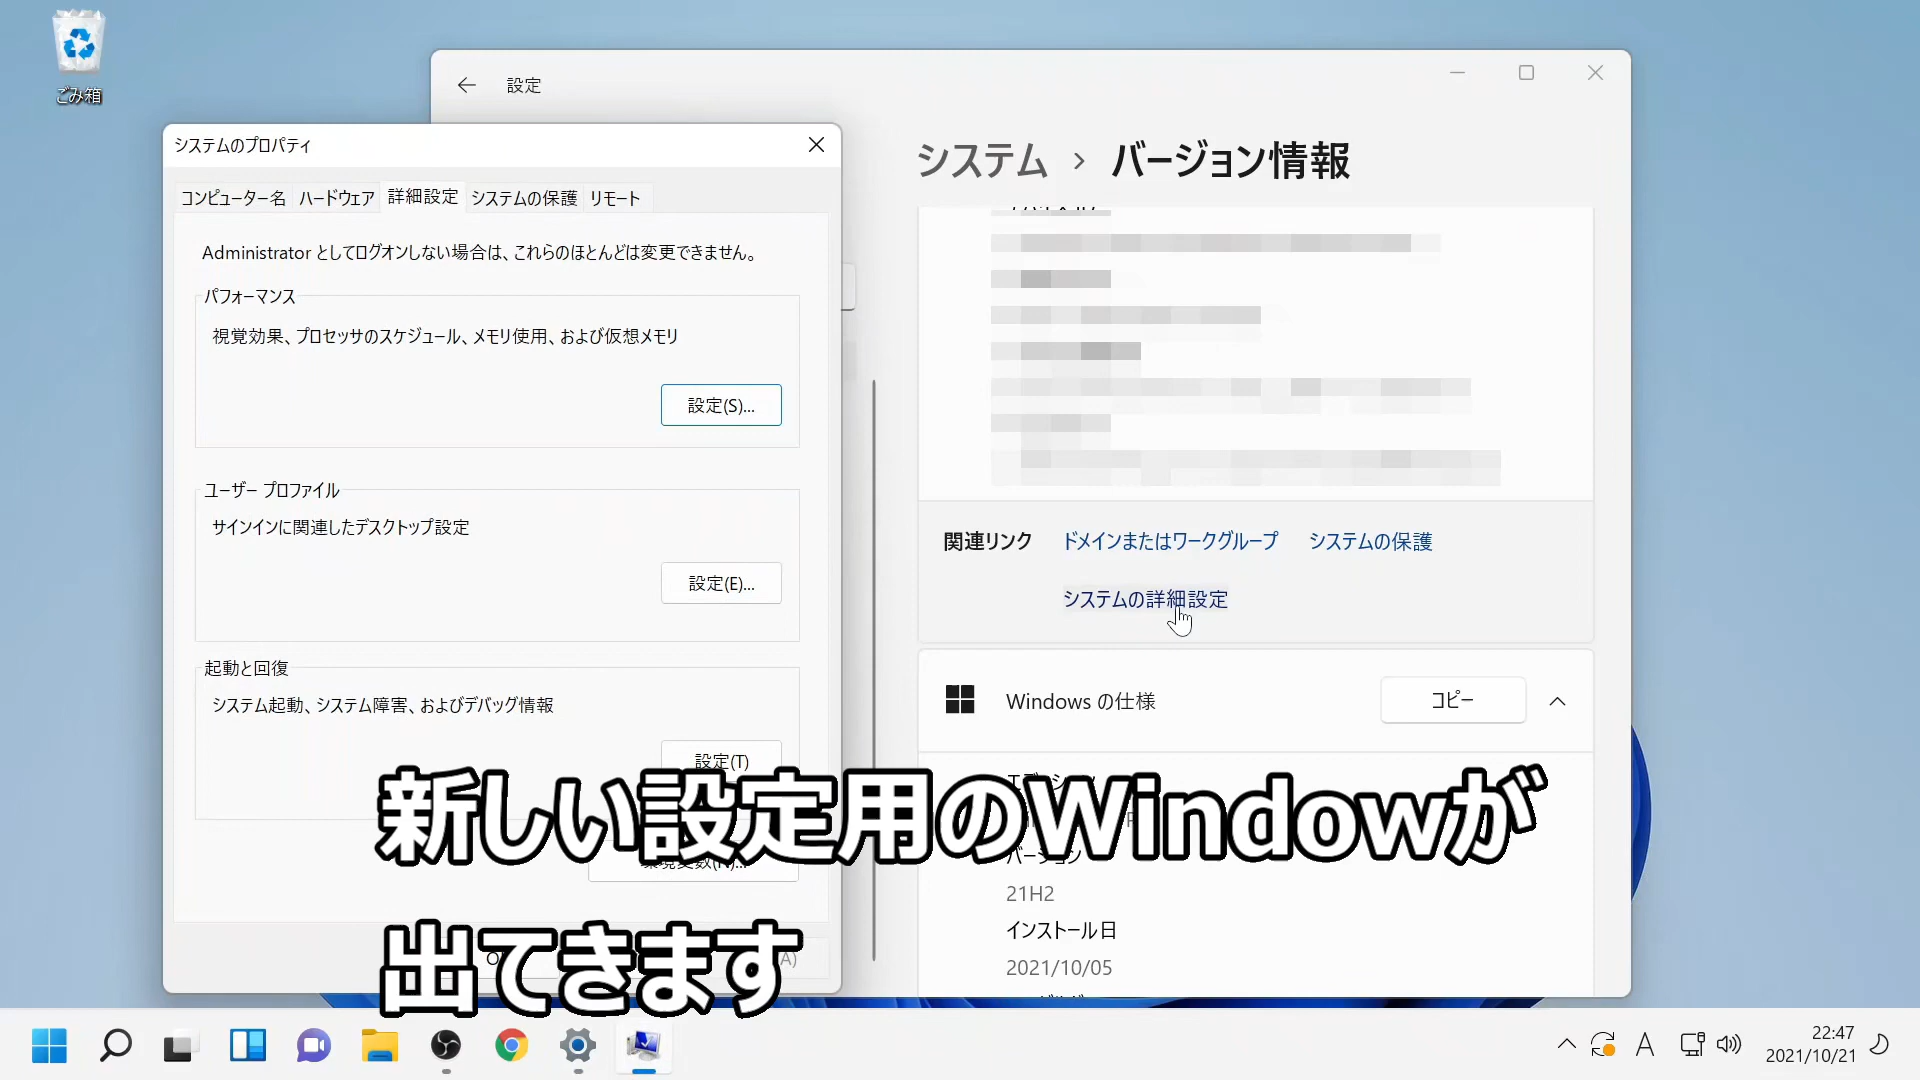 ごみ箱
設定
システムのプロパティ
コンピューター名 ハードウェア 詳細設定 システムの保護 リモート
Administrator としてログオンしない場合は、これらのほとんどは変更できません。
パフォーマンス
視覚効果、プロセッサのスケジュール、メモリ使用、および仮想メモリ
設定(S)...
ユーザー プロファイル
サインインに関連したデスクトップ設定
設定(E)...
起動と回復
システム起動、システム障害、およびデバッグ情報
設定(T)
システム › バージョン情報
関連リンク ドメインまたはワークグループ システムの保護
システムの詳細設定
Windows の仕様 コピー
エディション
バージョン
21H2
インストール日
2021/10/05
新しい設定用のWindowが
出てきます
A
22:47
2021/10/21